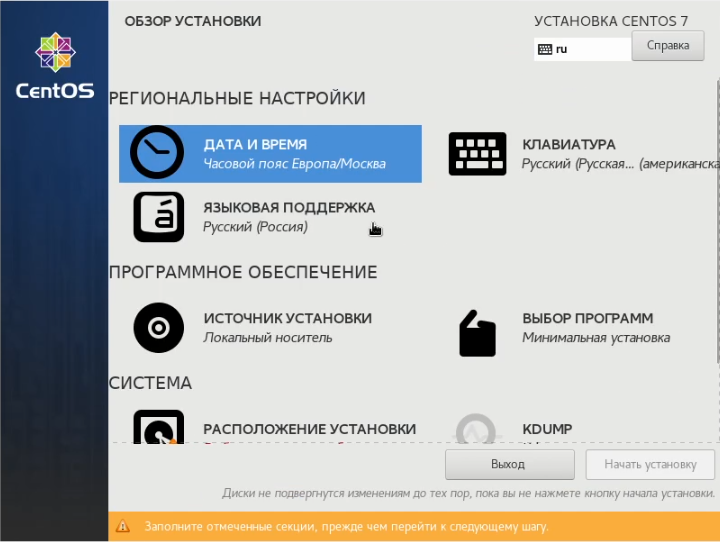 ОБЗОР УСТАНОВКИ
УСТАНОВКА CENTOS 7
ru
Справка
CentOS
РЕГИОНАЛЬНЫЕ НАСТРОЙКИ
ДАТА И ВРЕМЯ
Часовой пояс Европа/Москва
КЛАВИАТУРА
Русский (Русская... (американска
ЯЗЫКОВАЯ ПОДДЕРЖКА
Русский (Россия)
ПРОГРАММНОЕ ОБЕСПЕЧЕНИЕ
ИСТОЧНИК УСТАНОВКИ
Локальный носитель
ВЫБОР ПРОГРАММ
Минимальная установка
СИСТЕМА
РАСПОЛОЖЕНИЕ УСТАНОВКИ
KDUMP
Выход
Начать установку
Диски не подвергнутся изменениям до тех пор, пока вы не нажмете кнопку начала установки.
Заполните отмеченные секции, прежде чем перейти к следующему шагу.